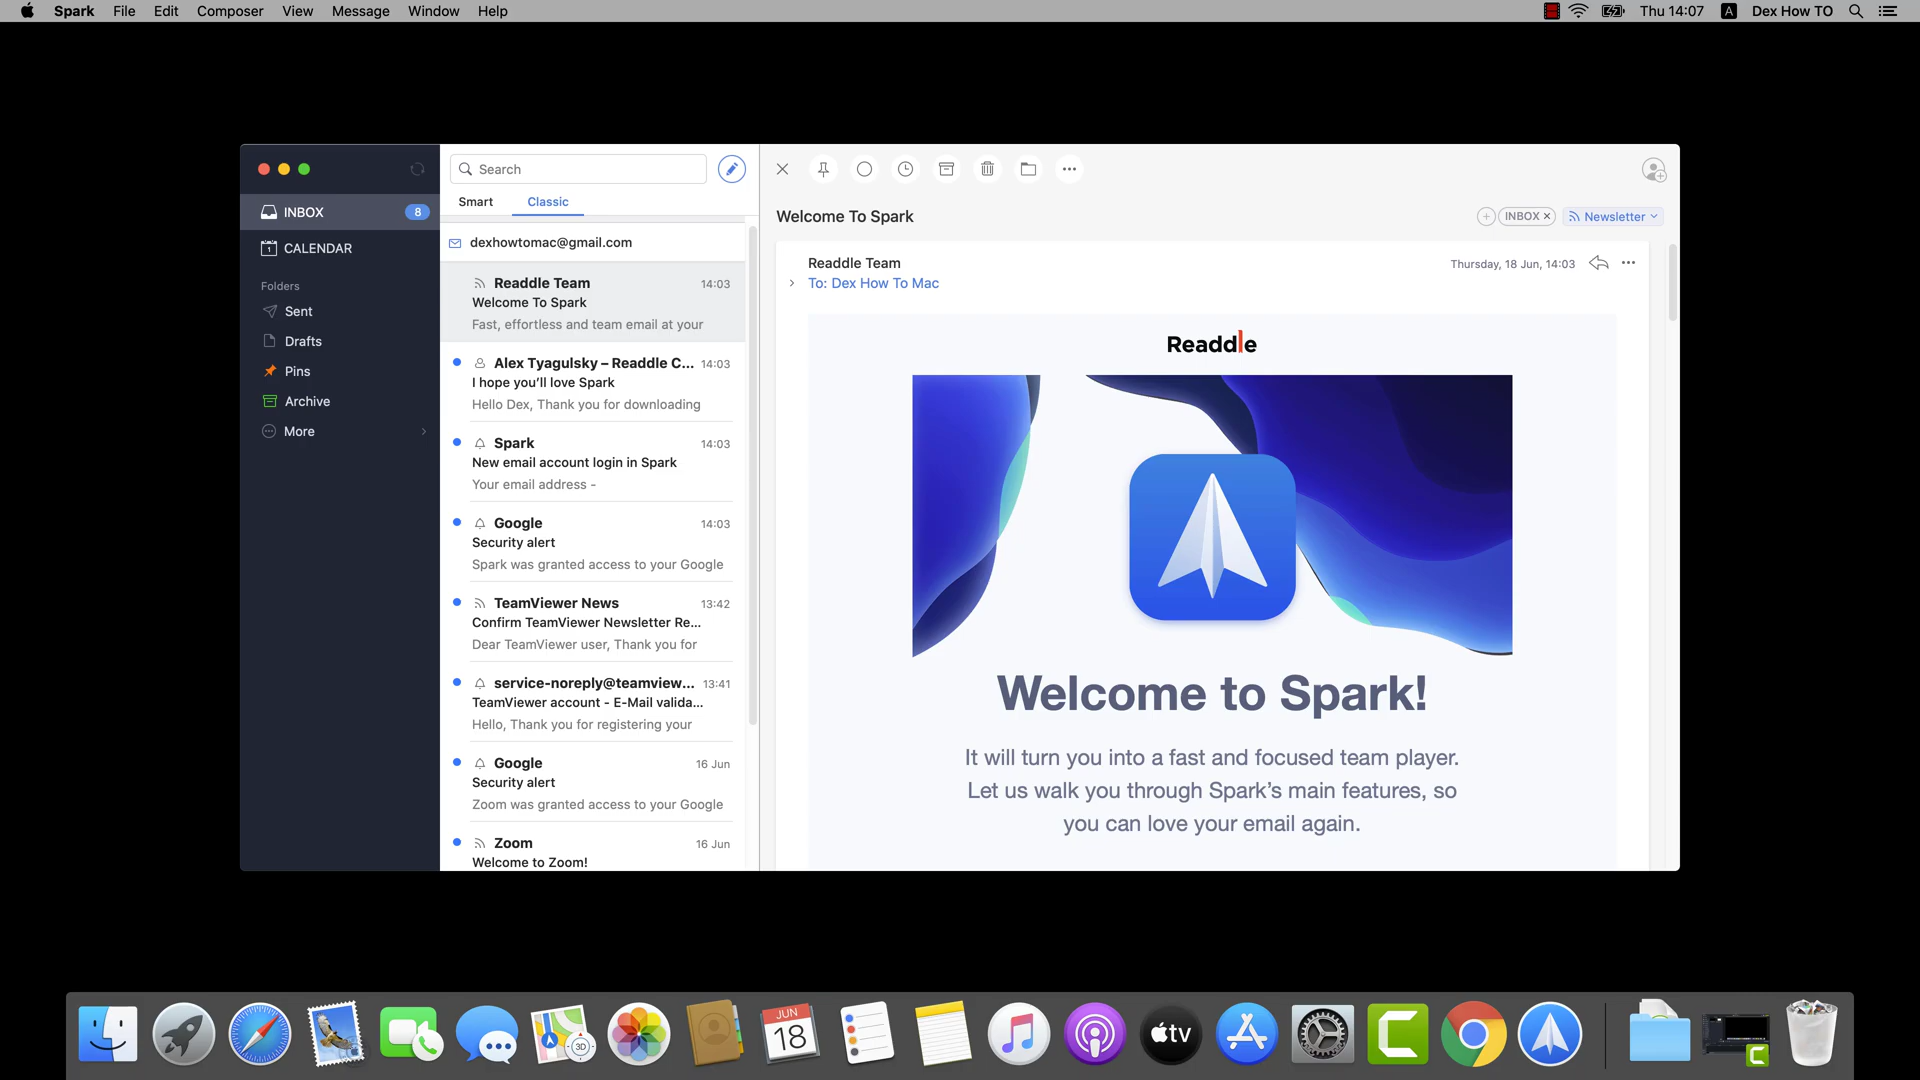 Spark File Edit Composer View Message Window Help
Thu 14:07 A Dex How TO
INBOX 8
CALENDAR
Folders
Sent
Drafts
Pins
Archive
More
Search
Smart Classic
dexhowtomac@gmail.com
Readdle Team 14:03
Welcome To Spark
Fast, effortless and team email at your
Alex Tyagulsky – Readdle C... 14:03
I hope you'll love Spark
Hello Dex, Thank you for downloading
Spark 14:03
New email account login in Spark
Your email address -
Google 14:03
Security alert
Spark was granted access to your Google
TeamViewer News 13:42
Confirm TeamViewer Newsletter Re...
Dear TeamViewer user, Thank you for
service-noreply@teamview... 13:41
TeamViewer account - E-Mail valida...
Hello, Thank you for registering your
Google 16 Jun
Security alert
Zoom was granted access to your Google
Zoom 16 Jun
Welcome to Zoom!
Welcome To Spark
INBOX Newsletter
Readdle Team
Thursday, 18 Jun, 14:03
To: Dex How To Mac
Readdle
Welcome to Spark!
It will turn you into a fast and focused team player.
Let us walk you through Spark's main features, so
you can love your email again.
3D
JUN
18
tv